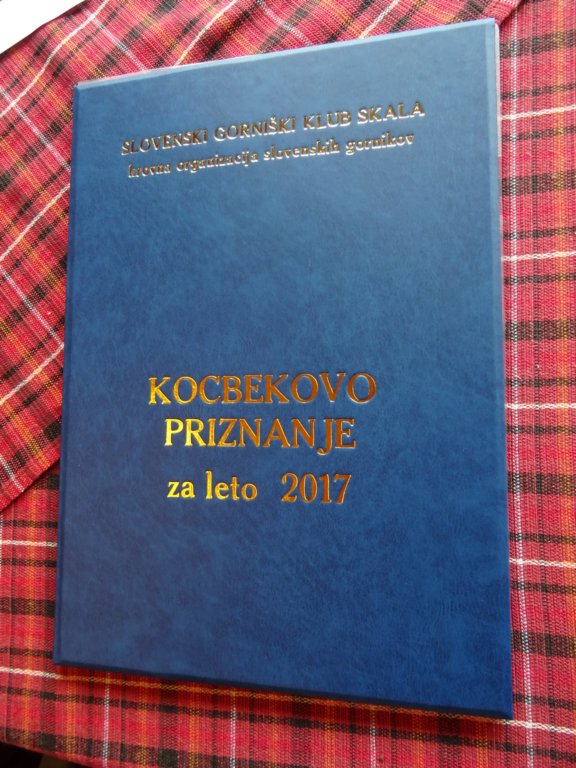 SLOVENSKI GORNIŠKI KLUB SKALA
krovna organizacija slovenskih gornikov
KOCBEKOVO
PRIZNANJE
za leto 2017